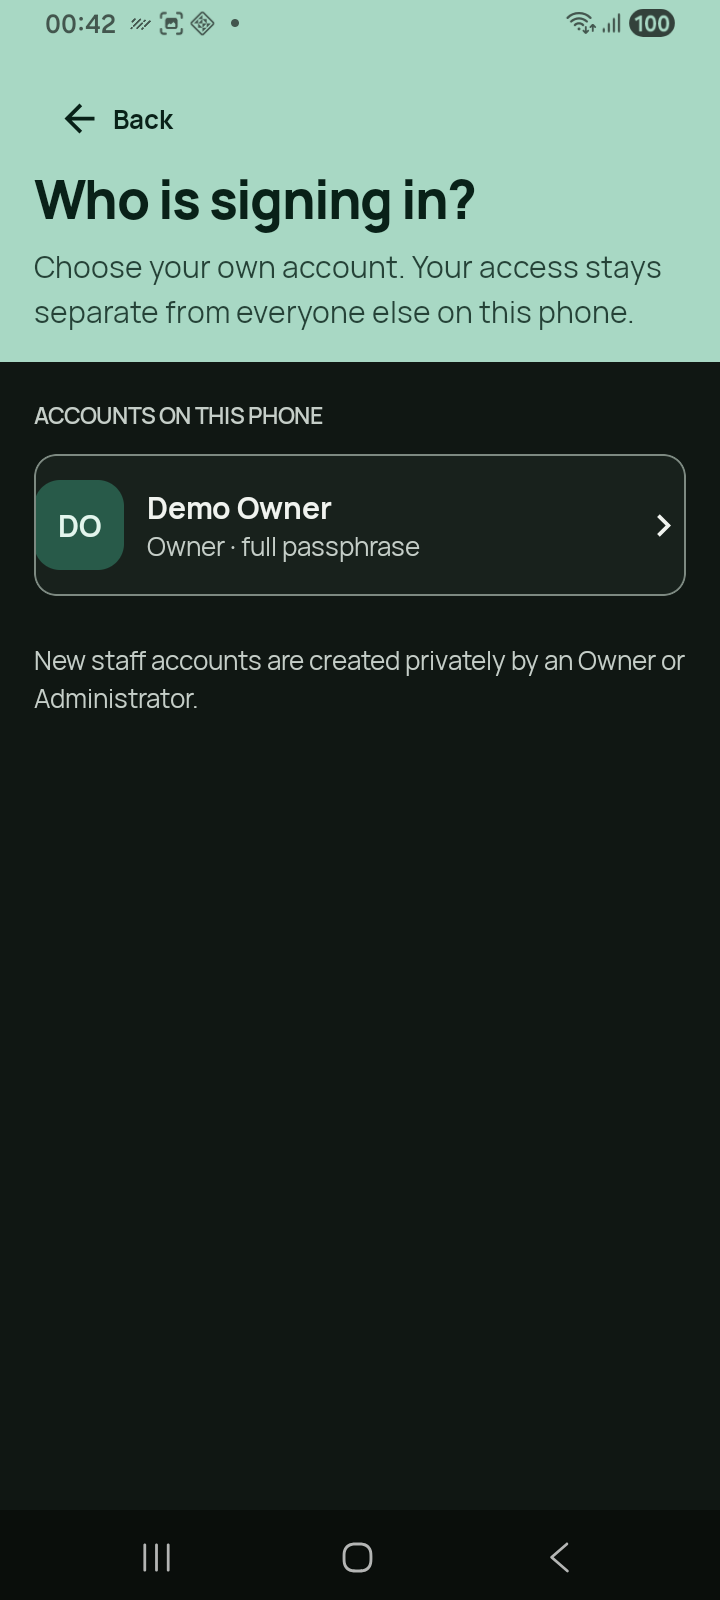 00:42
100
Back
Who is signing in?
Choose your own account. Your access stays
separate from everyone else on this phone.
ACCOUNTS ON THIS PHONE
DO
Demo Owner
Owner · full passphrase
New staff accounts are created privately by an Owner or
Administrator.